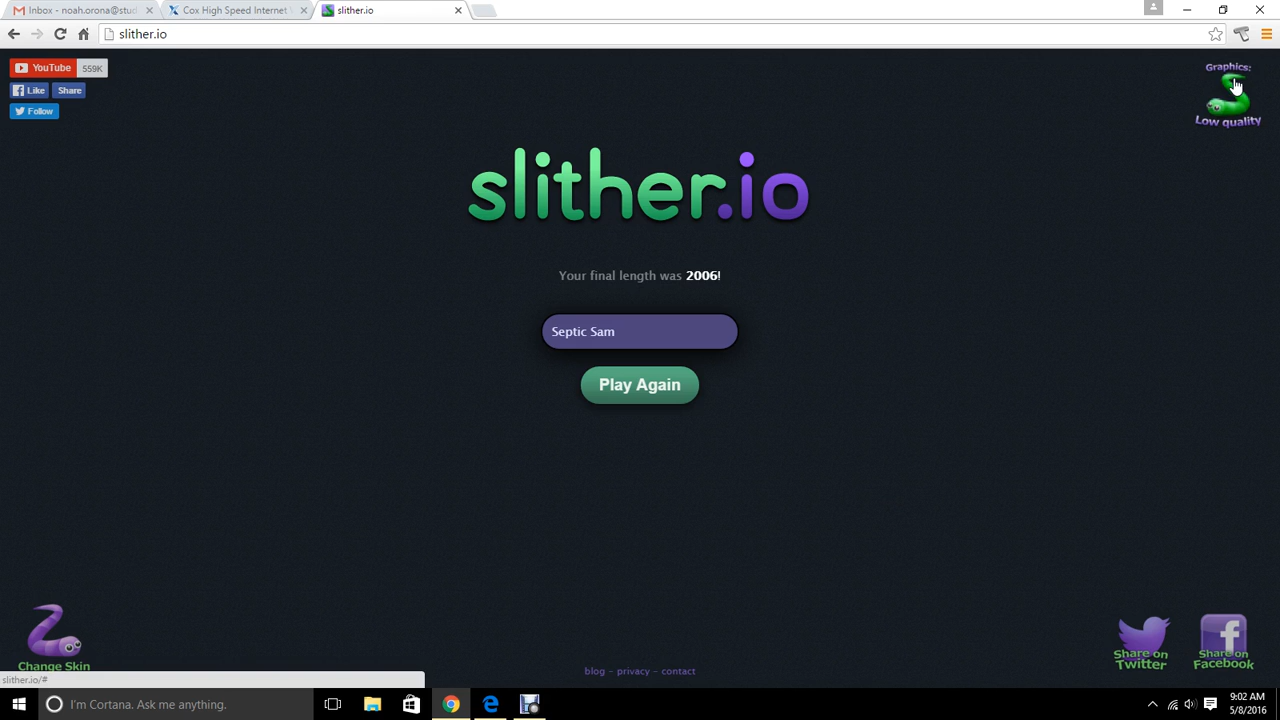 Inbox - noah.orona@stud
Cox High Speed Internet
slither.io
slither.io
YouTube 559K
Like Share
Follow
Graphics:
Low quality
slither.io
Your final length was 2006!
Septic Sam
Play Again
Change Skin
Share on
Twitter
Share on
Facebook
slither.io/#
blog - privacy - contact
I'm Cortana. Ask me anything.
9:02 AM
5/8/2016